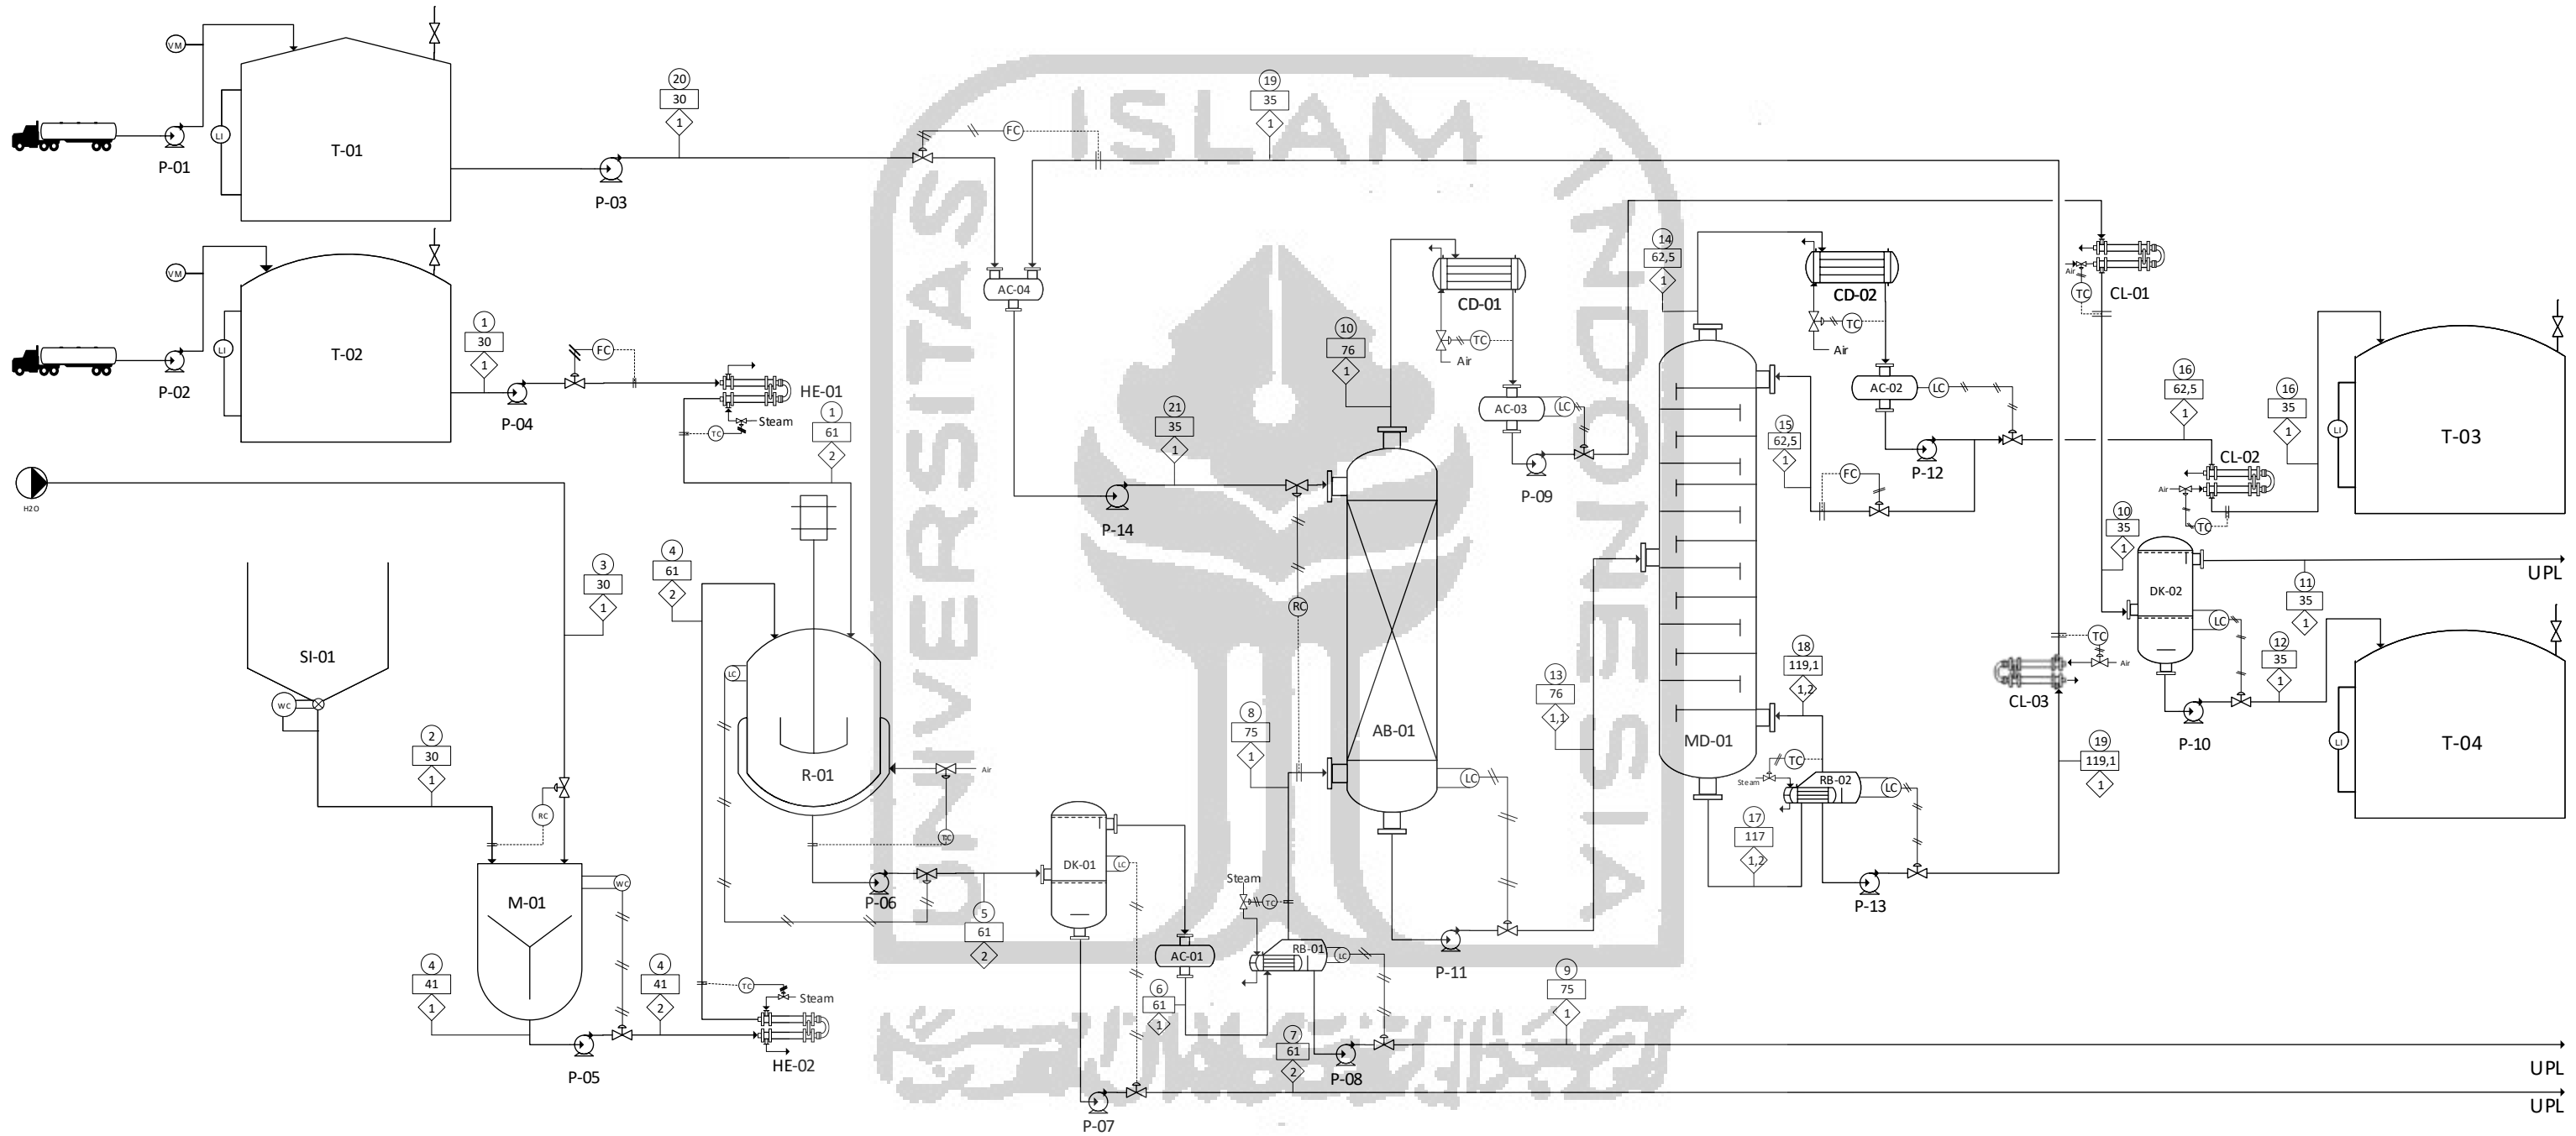 ISLAM
UNIVERSITAS
INDONESIA
VM
LI
T-01
P-01
20
30
1
P-03
FC
19
35
1
VM
LI
T-02
P-02
1
30
1
P-04
FC
HE-01
Steam
TC
1
61
2
AC-04
P-14
21
35
1
RC
10
76
1
CD-01
TC
Air
AC-03
LC
P-09
14
62,5
1
CD-02
TC
Air
AC-02
LC
P-12
15
62,5
1
FC
16
62,5
1
CL-01
Air
TC
CL-02
Air
TC
16
35
1
LI
T-03
H2O
3
30
1
SI-01
WC
2
30
1
RC
M-01
WC
4
41
1
P-05
4
41
2
TC
Steam
HE-02
4
61
2
LC
R-01
Air
TC
P-06
5
61
2
DK-01
LC
P-07
AC-01
6
61
1
7
61
2
Steam
TC
RB-01
LC
P-08
8
75
1
9
75
1
AB-01
LC
P-11
13
76
1,1
MD-01
18
119,1
1,2
TC
Steam
RB-02
LC
17
117
1,2
P-13
19
119,1
1
CL-03
TC
Air
10
35
1
DK-02
LC
P-10
11
35
1
UPL
12
35
1
LI
T-04
UPL
UPL